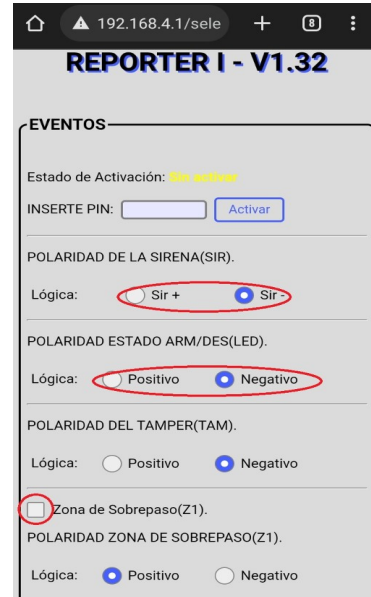 192.168.4.1/sele
8
REPORTER I - V1.32
EVENTOS
Estado de Activación: Sin activar
INSERTE PIN: Activar
POLARIDAD DE LA SIRENA(SIR).
Lógica: Sir + Sir -
POLARIDAD ESTADO ARM/DES(LED).
Lógica: Positivo Negativo
POLARIDAD DEL TAMPER(TAM).
Lógica: Positivo Negativo
Zona de Sobrepaso(Z1).
POLARIDAD ZONA DE SOBREPASO(Z1).
Lógica: Positivo Negativo